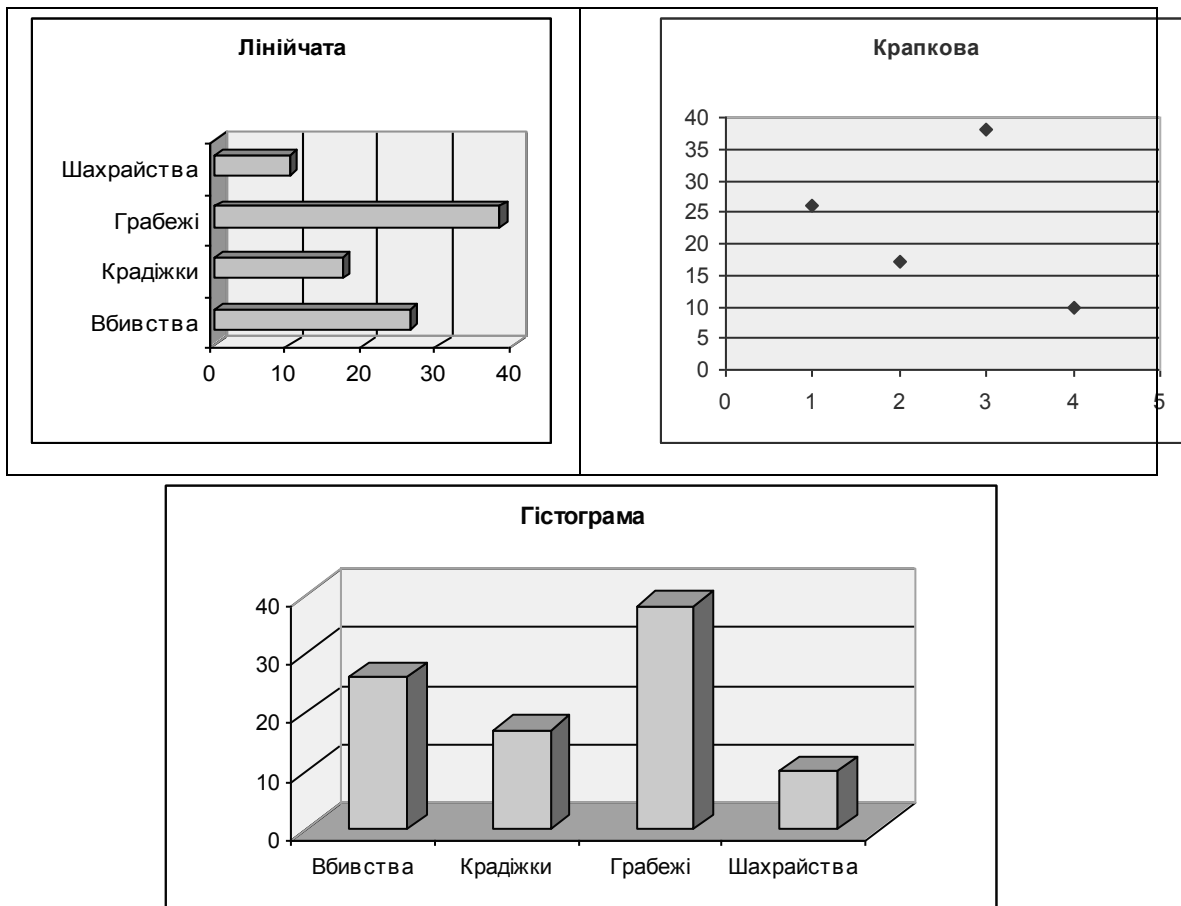 Лінійчата
Шахрайства
Грабежі
Крадіжки
Вбивства
0 10 20 30 40
Крапкова
40
35
30
25
20
15
10
5
0
0 1 2 3 4 5
Гістограма
40
30
20
10
0
Вбивства Крадіжки Грабежі Шахрайства